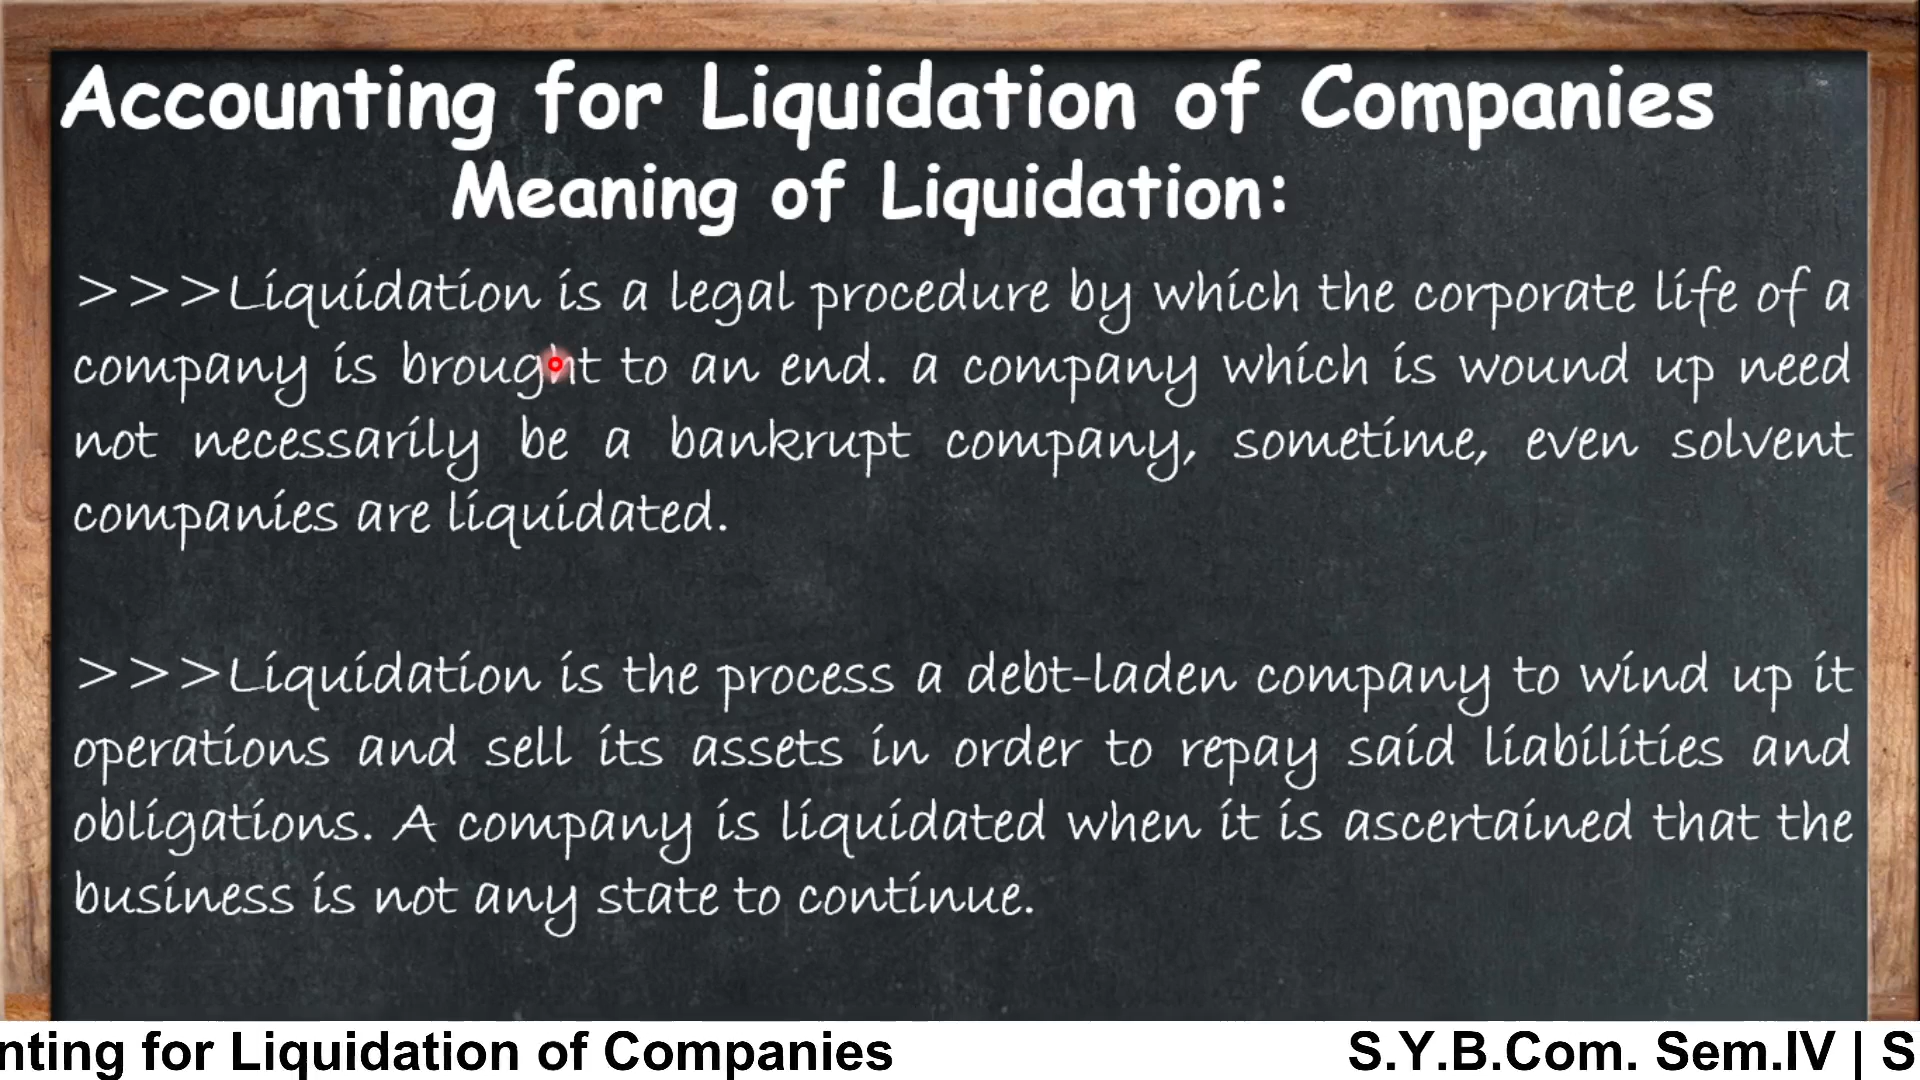 Accounting for Liquidation of Companies
Meaning of Liquidation:
>>>Liquidation is a legal procedure by which the corporate life of a
company is brought to an end. a company which is wound up need
not necessarily be a bankrupt company, sometime, even solvent
companies are liquidated.
>>>Liquidation is the process a debt-laden company to wind up it
operations and sell its assets in order to repay said liabilities and
obligations. A company is liquidated when it is ascertained that the
business is not any state to continue.
nting for Liquidation of Companies S.Y.B.Com. Sem.IV | S